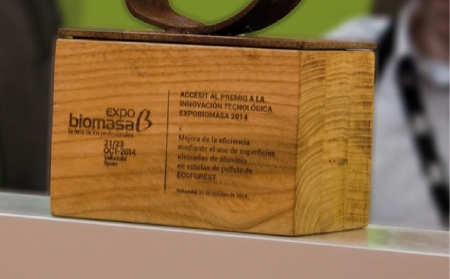 expo
biomasa
la feria de los profesionales
21/23
OCT-2014
Valladolid
Spain
ACCÉSIT AL PREMIO A LA
INNOVACIÓN TECNOLÓGICA
EXPOBIOMASA 2014
Mejora de la eficiencia
mediante el uso de superficies
vitreadas de aluminio
en estufas de pellets de
ECOFOREST
Valladolid, 21 de octubre de 2014